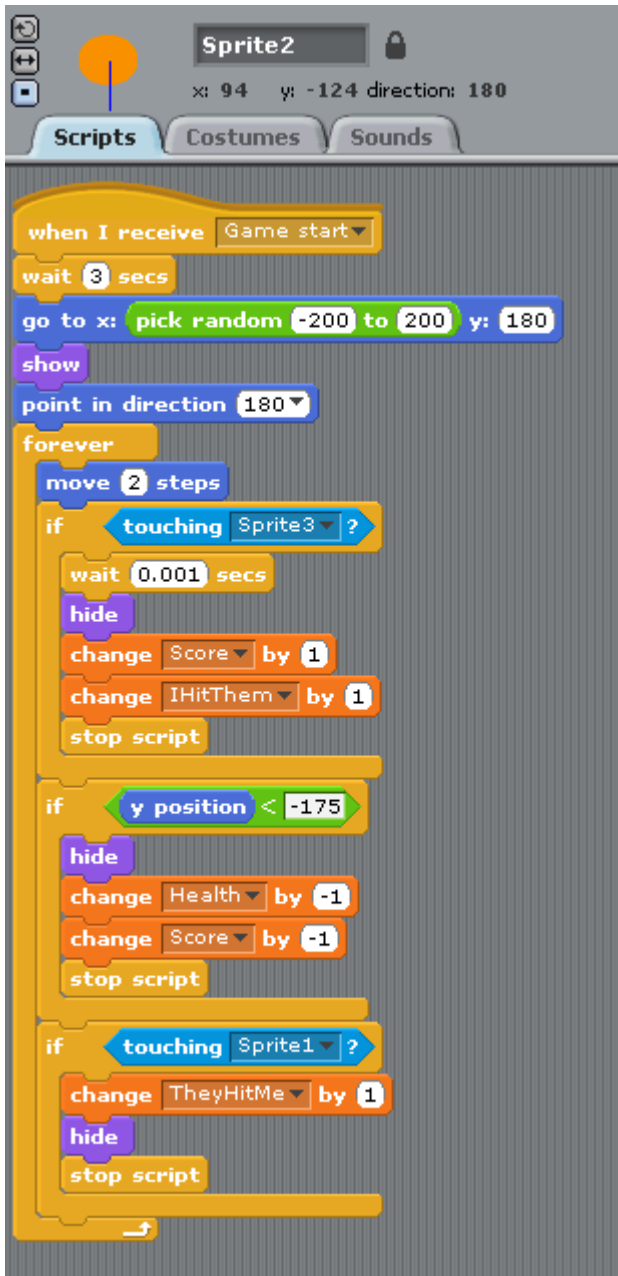 Sprite2
x: 94 y: -124 direction: 180
Scripts Costumes Sounds
when I receive Game start
wait 3 secs
go to x: pick random -200 to 200 y: 180
show
point in direction 180
forever
move 2 steps
if touching Sprite3 ?
wait 0.001 secs
hide
change Score by 1
change IHitThem by 1
stop script
if y position < -175
hide
change Health by -1
change Score by -1
stop script
if touching Sprite1 ?
change TheyHitMe by 1
hide
stop script